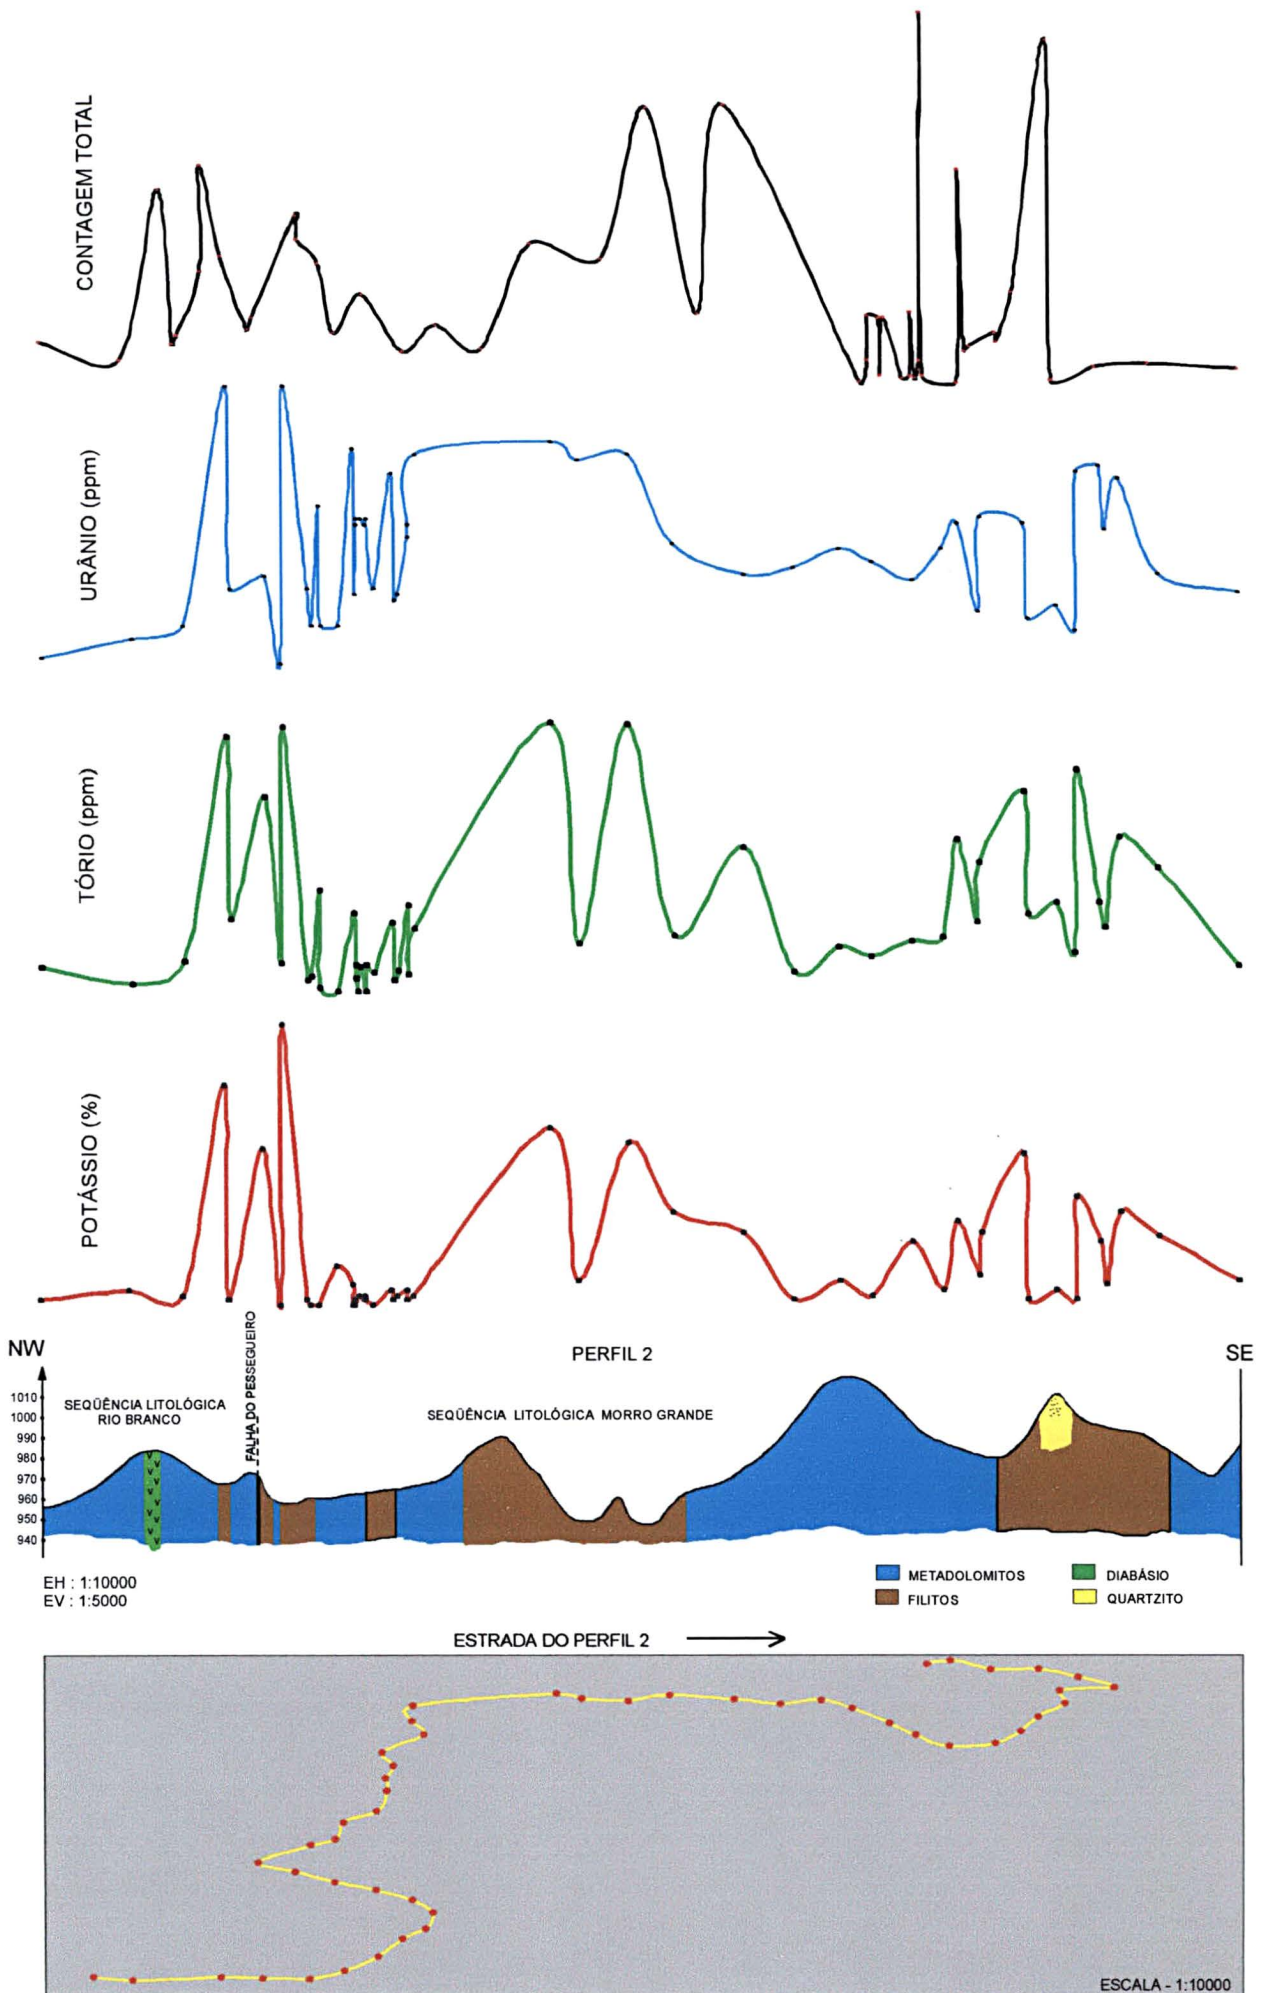 CONTAGEM TOTAL
URÂNIO (ppm)
TÓRIO (ppm)
POTÁSSIO (%)
NW
FALHA DO PESSEGUEIRO
PERFIL 2
SE
SEQÜÊNCIA LITOLÓGICA
RIO BRANCO
SEQÜÊNCIA LITOLÓGICA MORRO GRANDE
1010
1000
990
980
970
960
950
940
V V
V V
V V
V V
V V
EH : 1:10000
EV : 1:5000
METADOLOMITOS
DIABÁSIO
FILITOS
QUARTZITO
ESTRADA DO PERFIL 2
ESCALA - 1:10000